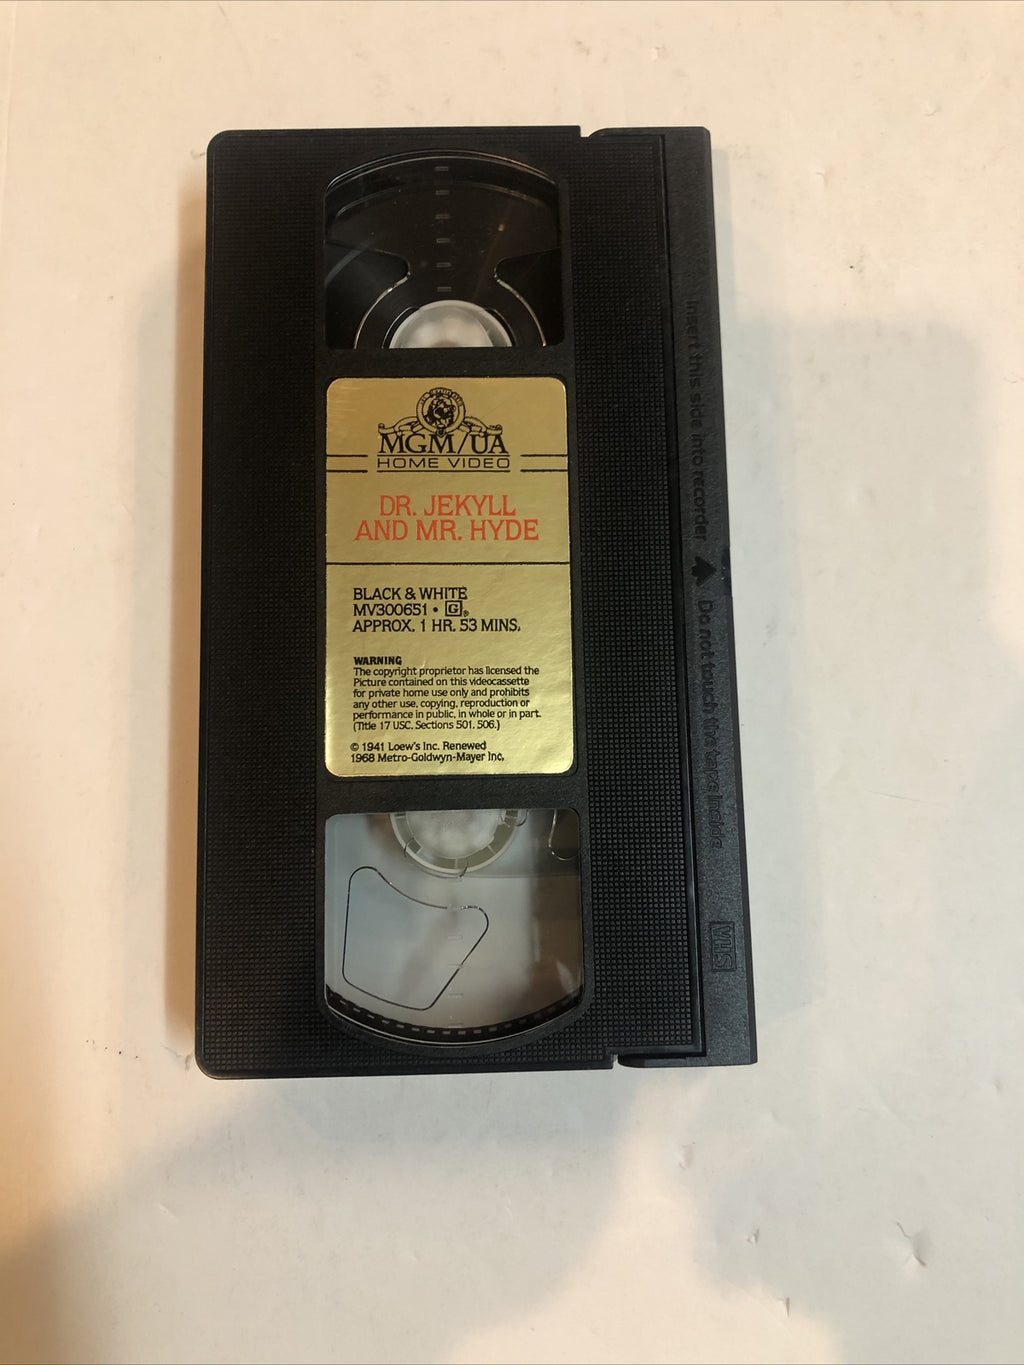 MGM/UA
HOME VIDEO
DR. JEKYLL
AND MR. HYDE
BLACK & WHITE
MV300651 • G®
APPROX. 1 HR. 53 MINS.
WARNING
The copyright proprietor has licensed the
Picture contained on this videocassette
for private home use only and prohibits
any other use, copying, reproduction or
performance in public, in whole or in part.
(Title 17 USC. Sections 501, 506.)
© 1941 Loew's Inc. Renewed
1968 Metro-Goldwyn-Mayer Inc.
Insert this side into recorder
Do not touch the tape inside
VHS